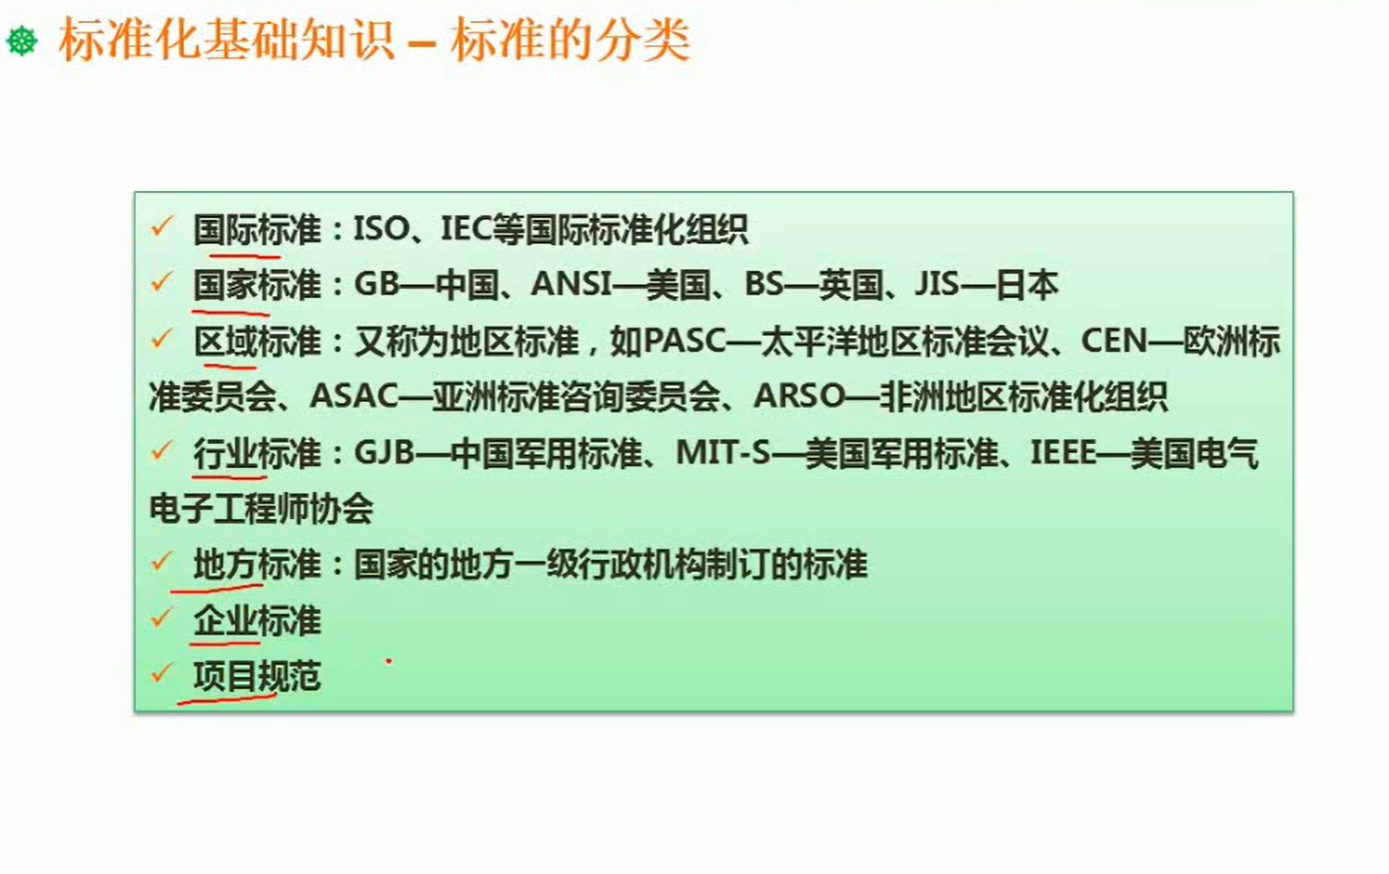 标准化基础知识 – 标准的分类
✓ 国际标准：ISO、IEC等国际标准化组织
✓ 国家标准：GB—中国、ANSI—美国、BS—英国、JIS—日本
✓ 区域标准：又称为地区标准，如PASC—太平洋地区标准会议、CEN—欧洲标
准委员会、ASAC—亚洲标准咨询委员会、ARSO—非洲地区标准化组织
✓ 行业标准：GJB—中国军用标准、MIT-S—美国军用标准、IEEE—美国电气
电子工程师协会
✓ 地方标准：国家的地方一级行政机构制订的标准
✓ 企业标准
✓ 项目规范